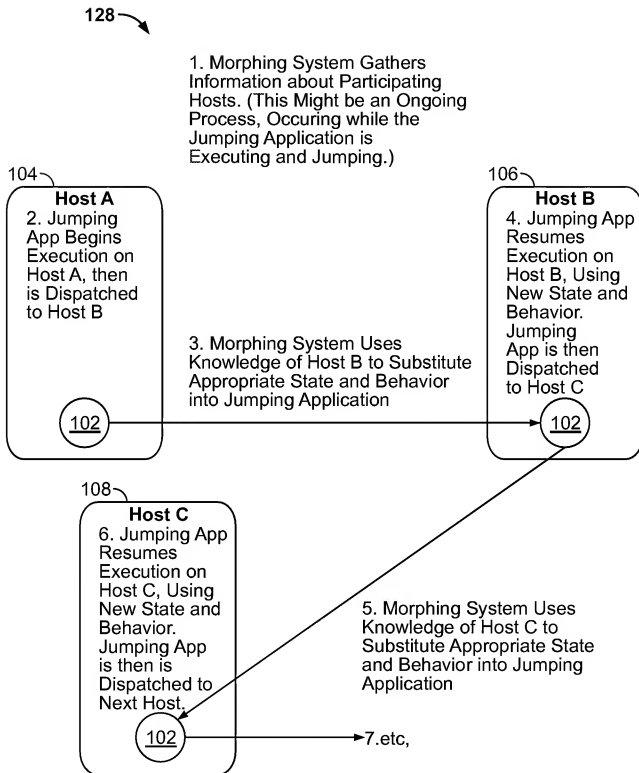 128
1. Morphing System Gathers
Information about Participating
Hosts. (This Might be an Ongoing
Process, Occuring while the
Jumping Application is
Executing and Jumping.)
104
Host A
2. Jumping
App Begins
Execution on
Host A, then
is Dispatched
to Host B
102
106
Host B
4. Jumping App
Resumes
Execution on
Host B, Using
New State and
Behavior.
Jumping
App is then
Dispatched
to Host C
102
3. Morphing System Uses
Knowledge of Host B to Substitute
Appropriate State and Behavior
into Jumping Application
108
Host C
6. Jumping App
Resumes
Execution on
Host C, Using
New State and
Behavior.
Jumping App
is then is
Dispatched to
Next Host.
102
5. Morphing System Uses
Knowledge of Host C to
Substitute Appropriate State
and Behavior into Jumping
Application
7.etc,